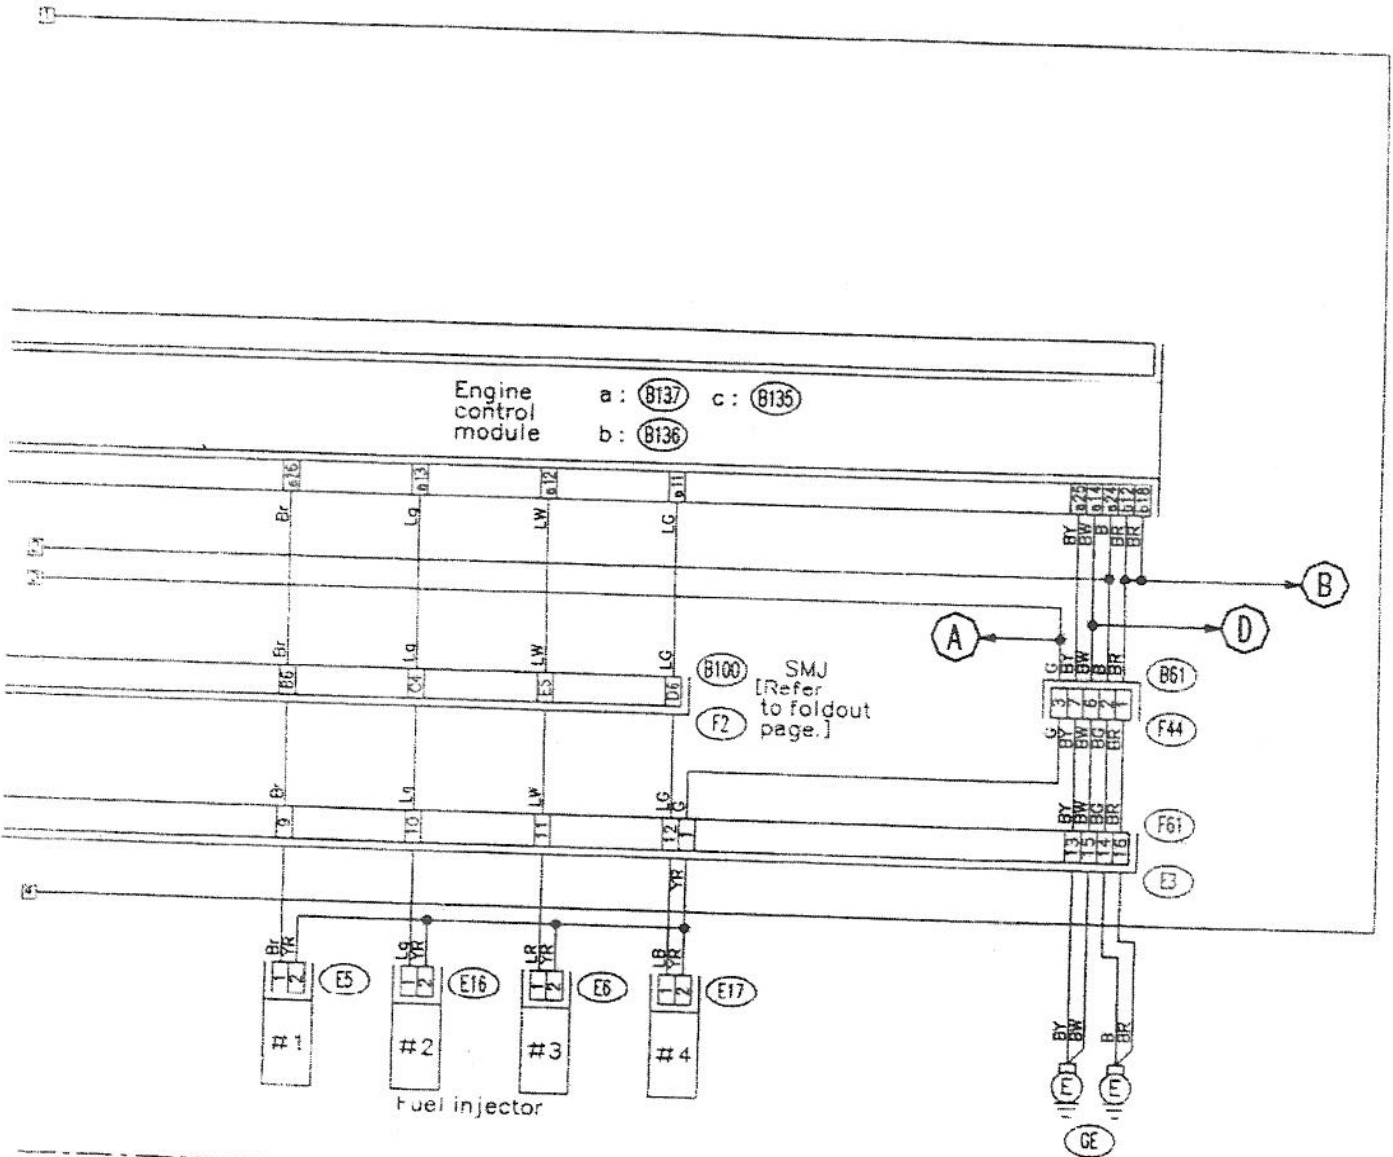 1
Engine
control
module
a : B137 c : B135
b : B136
a26 a13 a12 a11
a25 a14 a24 b12 b18
Br Lg LW LG
BY BW B BR BR
B
A
D
Br Lg LW LG
G BY BW B BR
B6 C4 E5 D6
B100
SMJ
[Refer
to foldout
page.]
F2
B61
3 7 6 2 1
F44
G BY BW BG BR
Br Lg LW LG G
BY BW BG BR
9 10 11 12 1
F61
13 15 14 16
E3
YR
4
Br YR Lg YR LR YR LB YR
1 2 E5
1 2 E16
1 2 E6
1 2 E17
#1 #2 #3 #4
Fuel injector
BY BW B BR
E E
GE